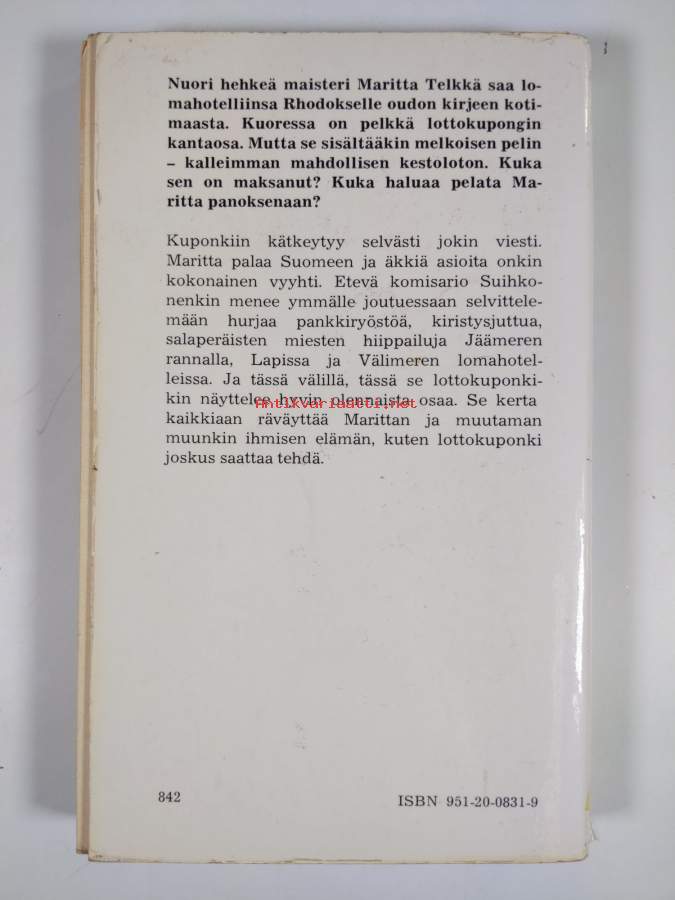 Nuori hehkeä maisteri Maritta Telkkä saa lo-
mahotelliinsa Rhodokselle oudon kirjeen koti-
maasta. Kuoressa on pelkkä lottokupongin
kantaosa. Mutta se sisältääkin melkoisen pelin
– kalleimman mahdollisen kestoloton. Kuka
sen on maksanut? Kuka haluaa pelata Ma-
ritta panoksenaan?
Kuponkiin kätkeytyy selvästi jokin viesti.
Maritta palaa Suomeen ja äkkiä asioita onkin
kokonainen vyyhti. Etevä komisario Suihko-
nenkin menee ymmälle joutuessaan selvittele-
mään hurjaa pankkiryöstöä, kiristysjuttua,
salaperäisten miesten hiippailuja Jäämeren
rannalla, Lapissa ja Välimeren lomahotel-
leissa. Ja tässä välillä, tässä se lottokuponki-
kin näyttelee hyvin olennaista osaa. Se kerta
Antikvariaatti.net
kaikkiaan räväyttää Marittan ja muutaman
muunkin ihmisen elämän, kuten lottokuponki
joskus saattaa tehdä.
842
ISBN 951-20-0831-9